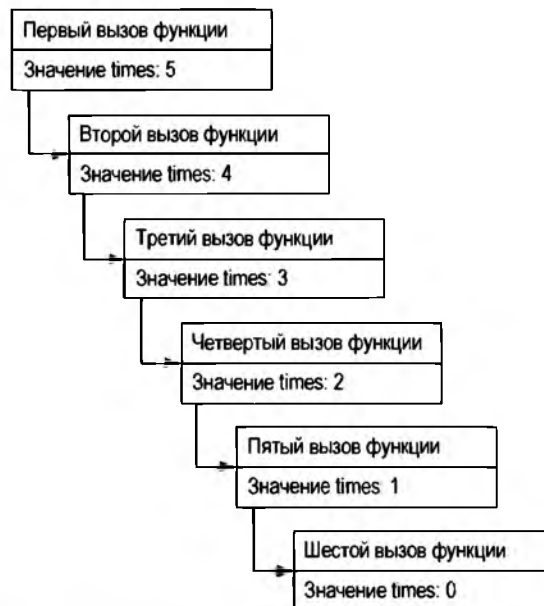 Первый вызов функции
Значение times: 5
Второй вызов функции
Значение times: 4
Третий вызов функции
Значение times: 3
Четвертый вызов функции
Значение times: 2
Пятый вызов функции
Значение times 1
Шестой вызов функции
Значение times: 0